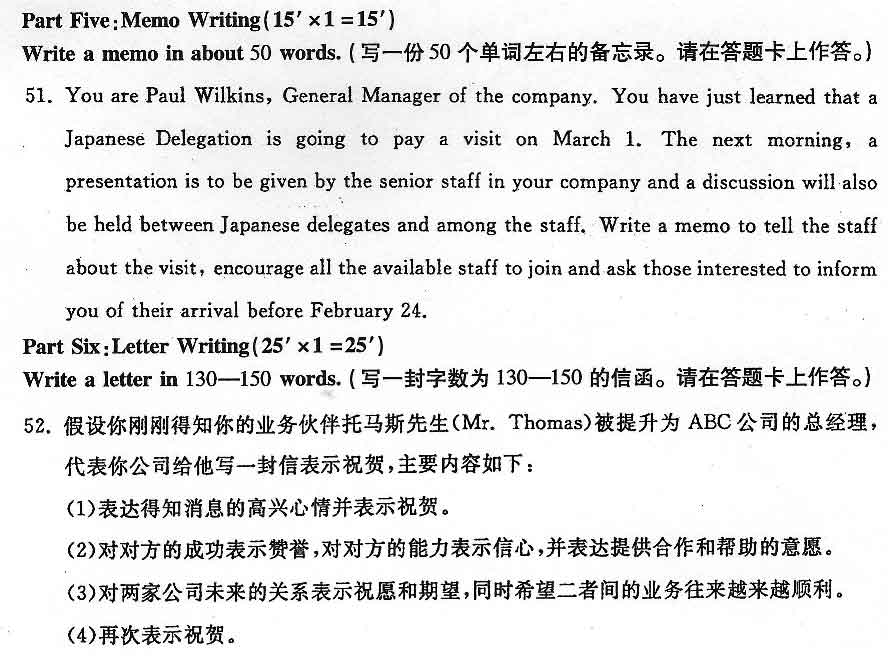 Part Five:Memo Writing(15′×1=15′)
Write a memo in about 50 words.(写一份50个单词左右的备忘录。请在答题卡上作答。)
51. You are Paul Wilkins, General Manager of the company. You have just learned that a
Japanese Delegation is going to pay a visit on March 1. The next morning, a
presentation is to be given by the senior staff in your company and a discussion will also
be held between Japanese delegates and among the staff. Write a memo to tell the staff
about the visit, encourage all the available staff to join and ask those interested to inform
you of their arrival before February 24.
Part Six:Letter Writing(25′×1=25′)
Write a letter in 130—150 words.(写一封字数为130—150的信函。请在答题卡上作答。)
52. 假设你刚刚得知你的业务伙伴托马斯先生(Mr. Thomas)被提升为ABC公司的总经理,
代表你公司给他写一封信表示祝贺,主要内容如下:
(1)表达得知消息的高兴心情并表示祝贺。
(2)对对方的成功表示赞誉,对对方的能力表示信心,并表达提供合作和帮助的意愿。
(3)对两家公司未来的关系表示祝愿和期望,同时希望二者间的业务往来越来越顺利。
(4)再次表示祝贺。